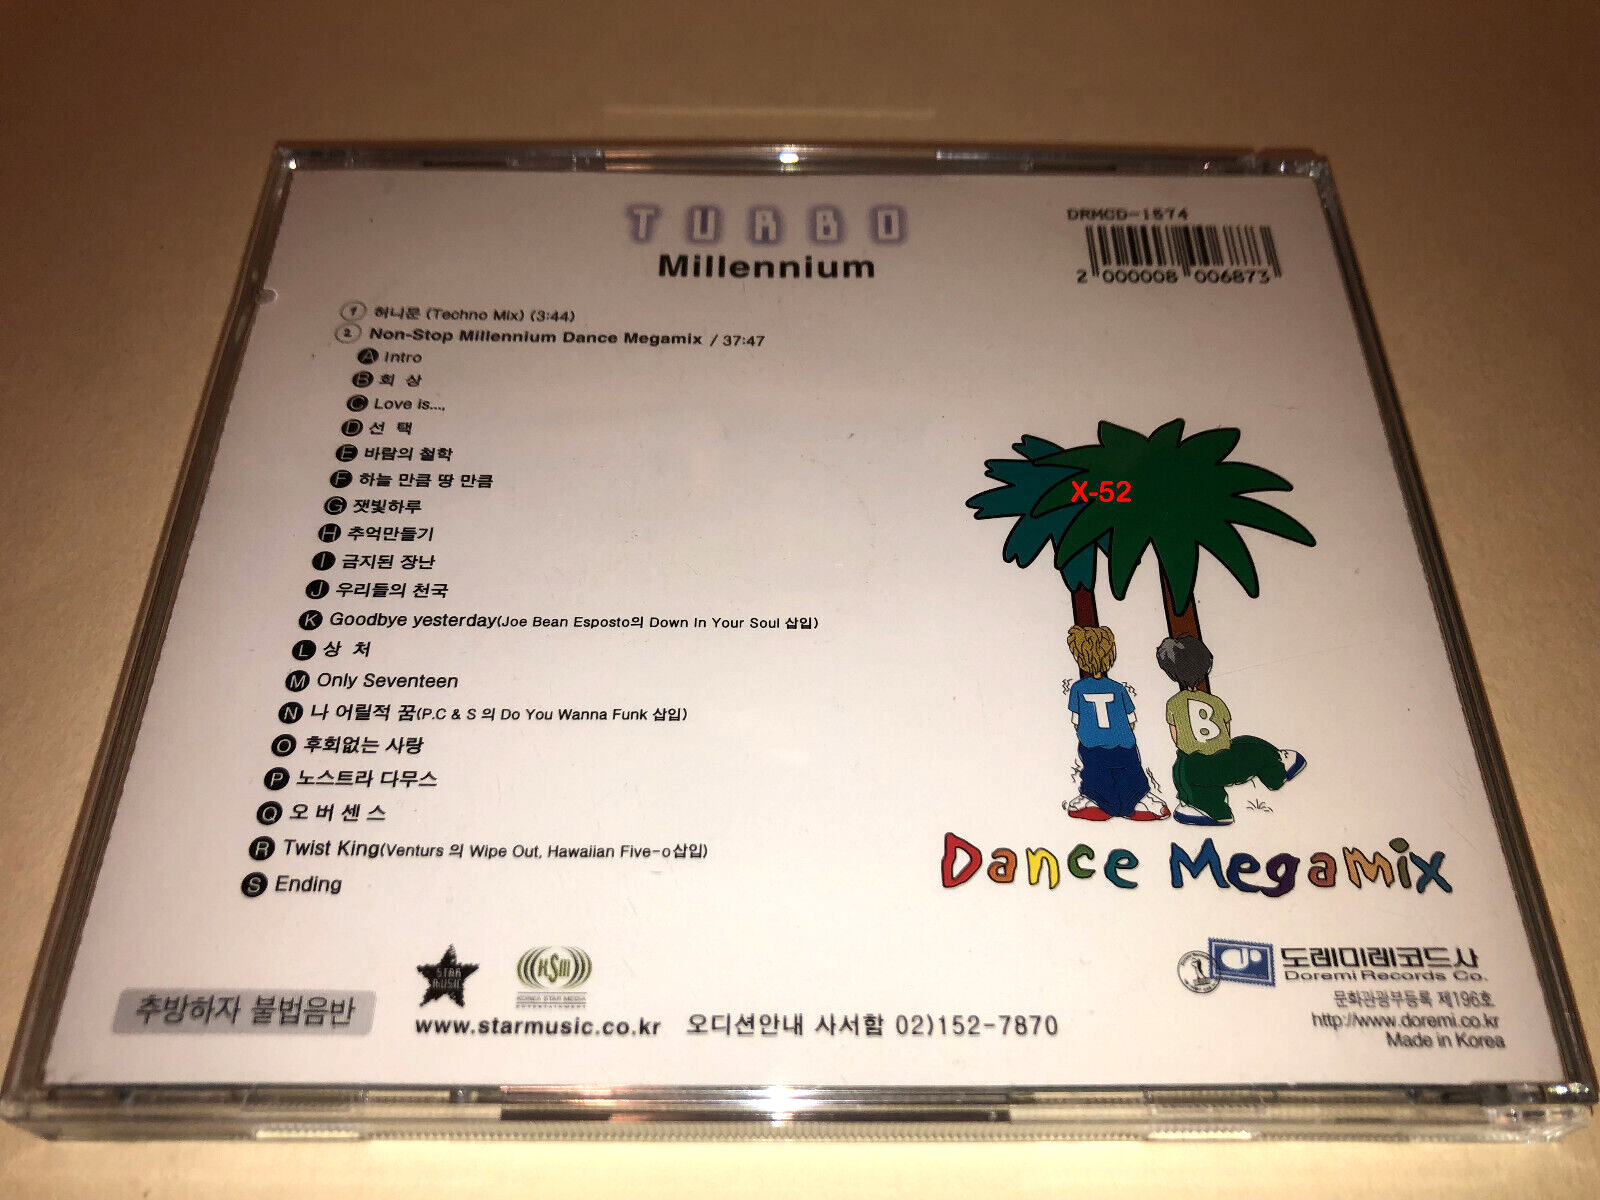 TURBO
Millennium
DRMCD-1574
2 000008 006873
1 허니문 (Techno Mix) (3:44)
2 Non-Stop Millennium Dance Megamix / 37:47
A Intro
B 회 상
C Love is...,
D 선 택
E 바람의 철학
F 하늘 만큼 땅 만큼
G 잿빛하루
H 추억만들기
I 금지된 장난
J 우리들의 천국
K Goodbye yesterday(Joe Bean Esposto의 Down In Your Soul 삽입)
L 상 처
M Only Seventeen
N 나 어릴적 꿈(P.C & S 의 Do You Wanna Funk 삽입)
O 후회없는 사랑
P 노스트라 다무스
Q 오 버 센 스
R Twist King(Venturs 의 Wipe Out, Hawaiian Five-o삽입)
S Ending
X-52
T B
Dance Megamix
추방하자 불법음반
STAR
MUSIC
KSM
KOREA STAR MEDIA
ENTERTAINMENT
www.starmusic.co.kr 오디션안내 사서함 02)152-7870
도레미레코드사
Doremi Records Co.
문화관광부등록 제196호
http://www.doremi.co.kr
Made in Korea